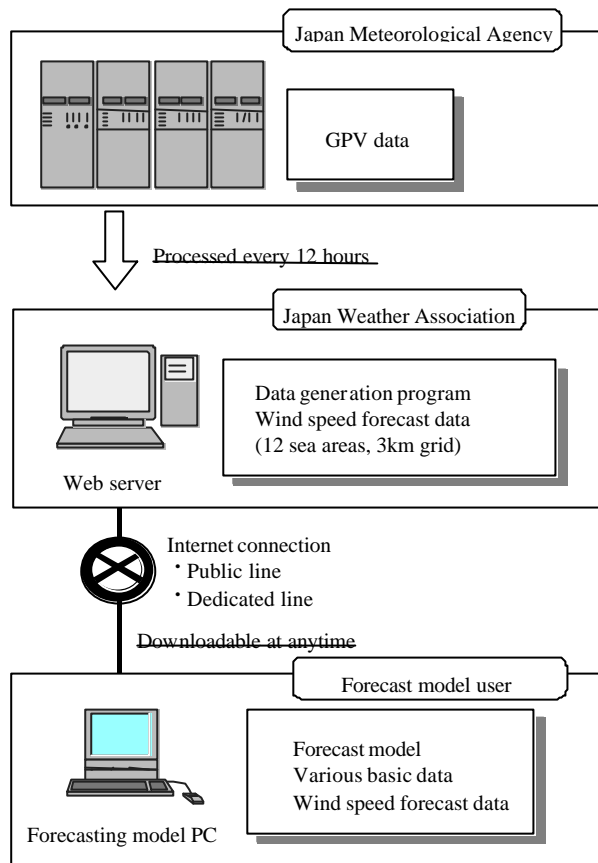 Japan Meteorological Agency
GPV data
Processed every 12 hours
Japan Weather Association
Data generation program
Wind speed forecast data
(12 sea areas, 3km grid)
Web server
Internet connection
・Public line
・Dedicated line
Downloadable at anytime
Forecast model user
Forecast model
Various basic data
Wind speed forecast data
Forecasting model PC